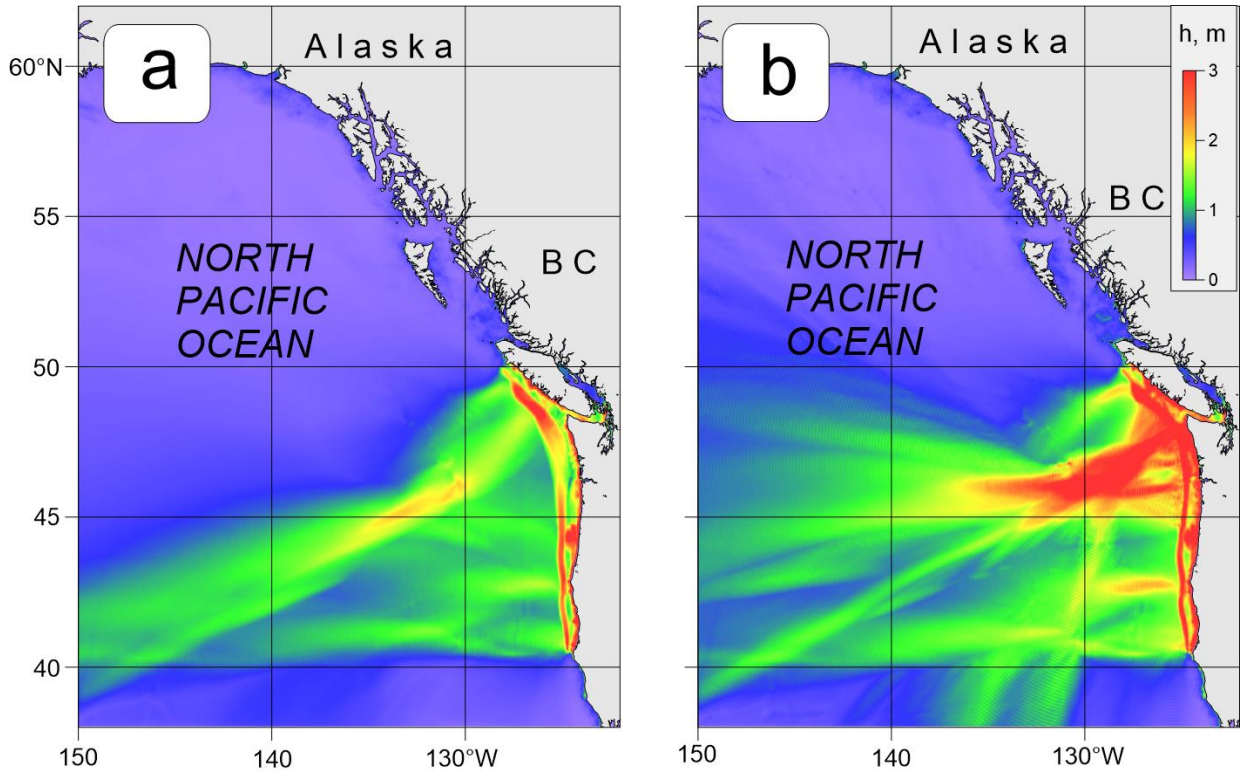 a
Alaska
60°N
55
50
45
40
NORTH
PACIFIC
OCEAN
BC
150
140
130°W
b
Alaska
h, m
3
2
1
0
BC
NORTH
PACIFIC
OCEAN
150
140
130°W